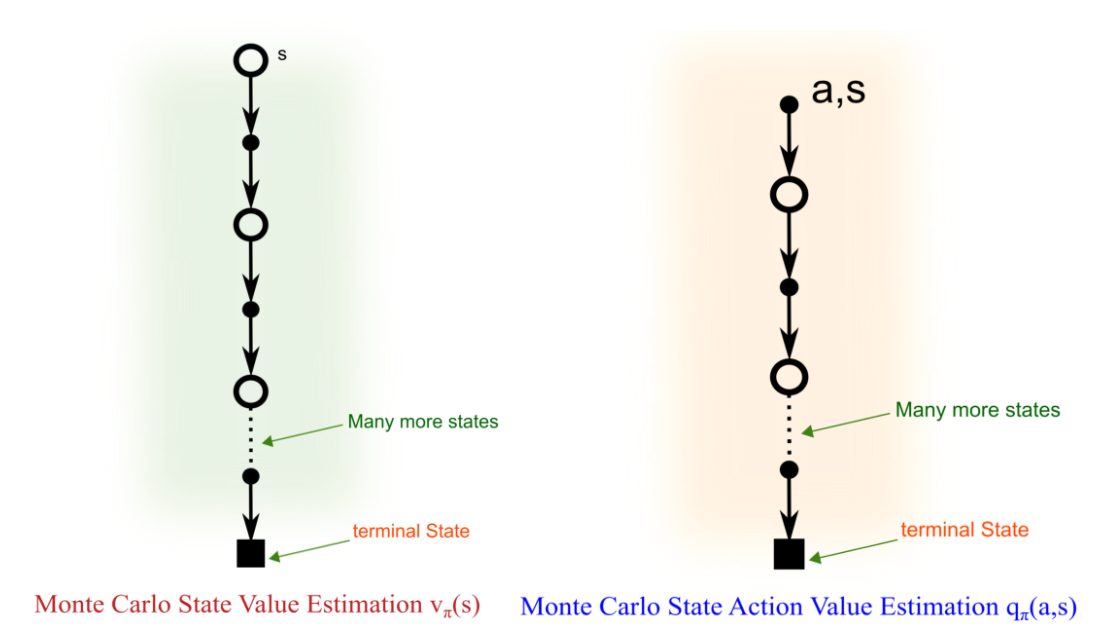 s
Many more states
terminal State
Monte Carlo State Value Estimation vπ(s)
a,s
Many more states
terminal State
Monte Carlo State Action Value Estimation qπ(a,s)